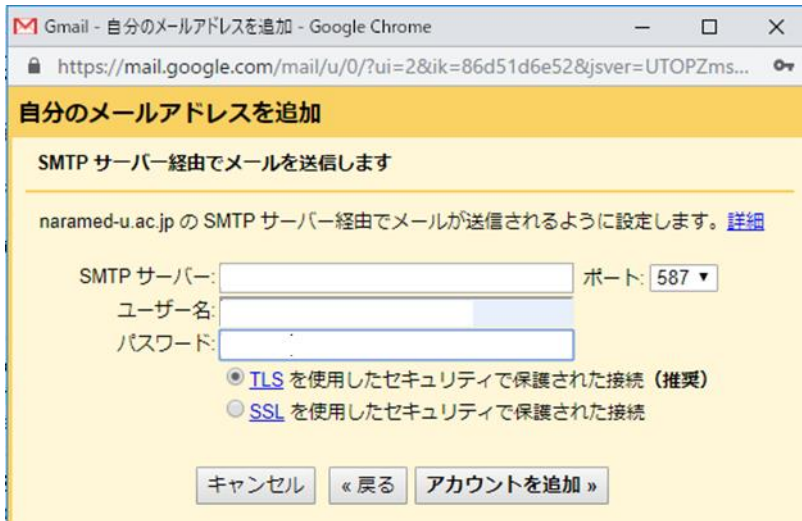 Gmail - 自分のメールアドレスを追加 - Google Chrome
https://mail.google.com/mail/u/0/?ui=2&ik=86d51d6e52&jsver=UTOPZms...
自分のメールアドレスを追加
SMTP サーバー経由でメールを送信します
naramed-u.ac.jp の SMTP サーバー経由でメールが送信されるように設定します。詳細
SMTP サーバー: ポート: 587
ユーザー名:
パスワード:
TLS を使用したセキュリティで保護された接続 (推奨)
SSL を使用したセキュリティで保護された接続
キャンセル « 戻る アカウントを追加 »